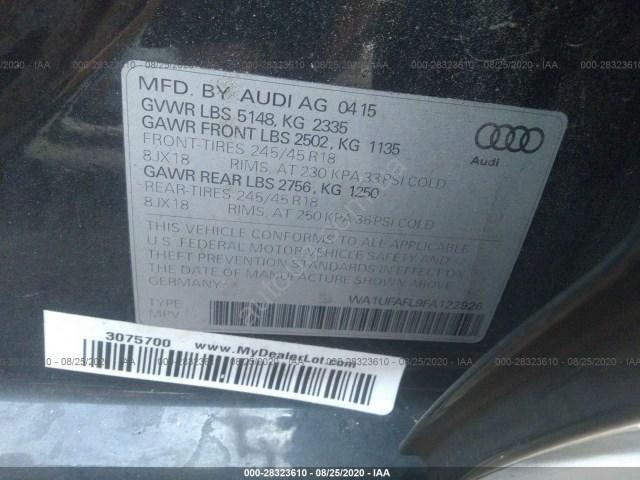 000-28323610 - 08/25/2020 - IAA
MFD. BY AUDI AG 04 15
GVWR LBS 5148, KG 2335
GAWR FRONT LBS 2502, KG 1135
FRONT-TIRES 245/45 R18
8JX18 RIMS, AT 230 KPA 33 PSI COLD
GAWR REAR LBS 2756, KG 1250
REAR-TIRES 245/45 R18
8JX18 RIMS, AT 250 KPA 36 PSI COLD
Audi
THIS VEHICLE CONFORMS TO ALL APPLICABLE
U.S. FEDERAL MOTOR VEHICLE SAFETY AND
THEFT PREVENTION STANDARDS IN EFFECT ON
THE DATE OF MANUFACTURE SHOWN ABOVE
GERMANY:
WA1UFAFL9FA122926
TYPE:
MPV
3075700 www.MyDealerLot.com
000-28323610 - 08/25/2020 - IAA